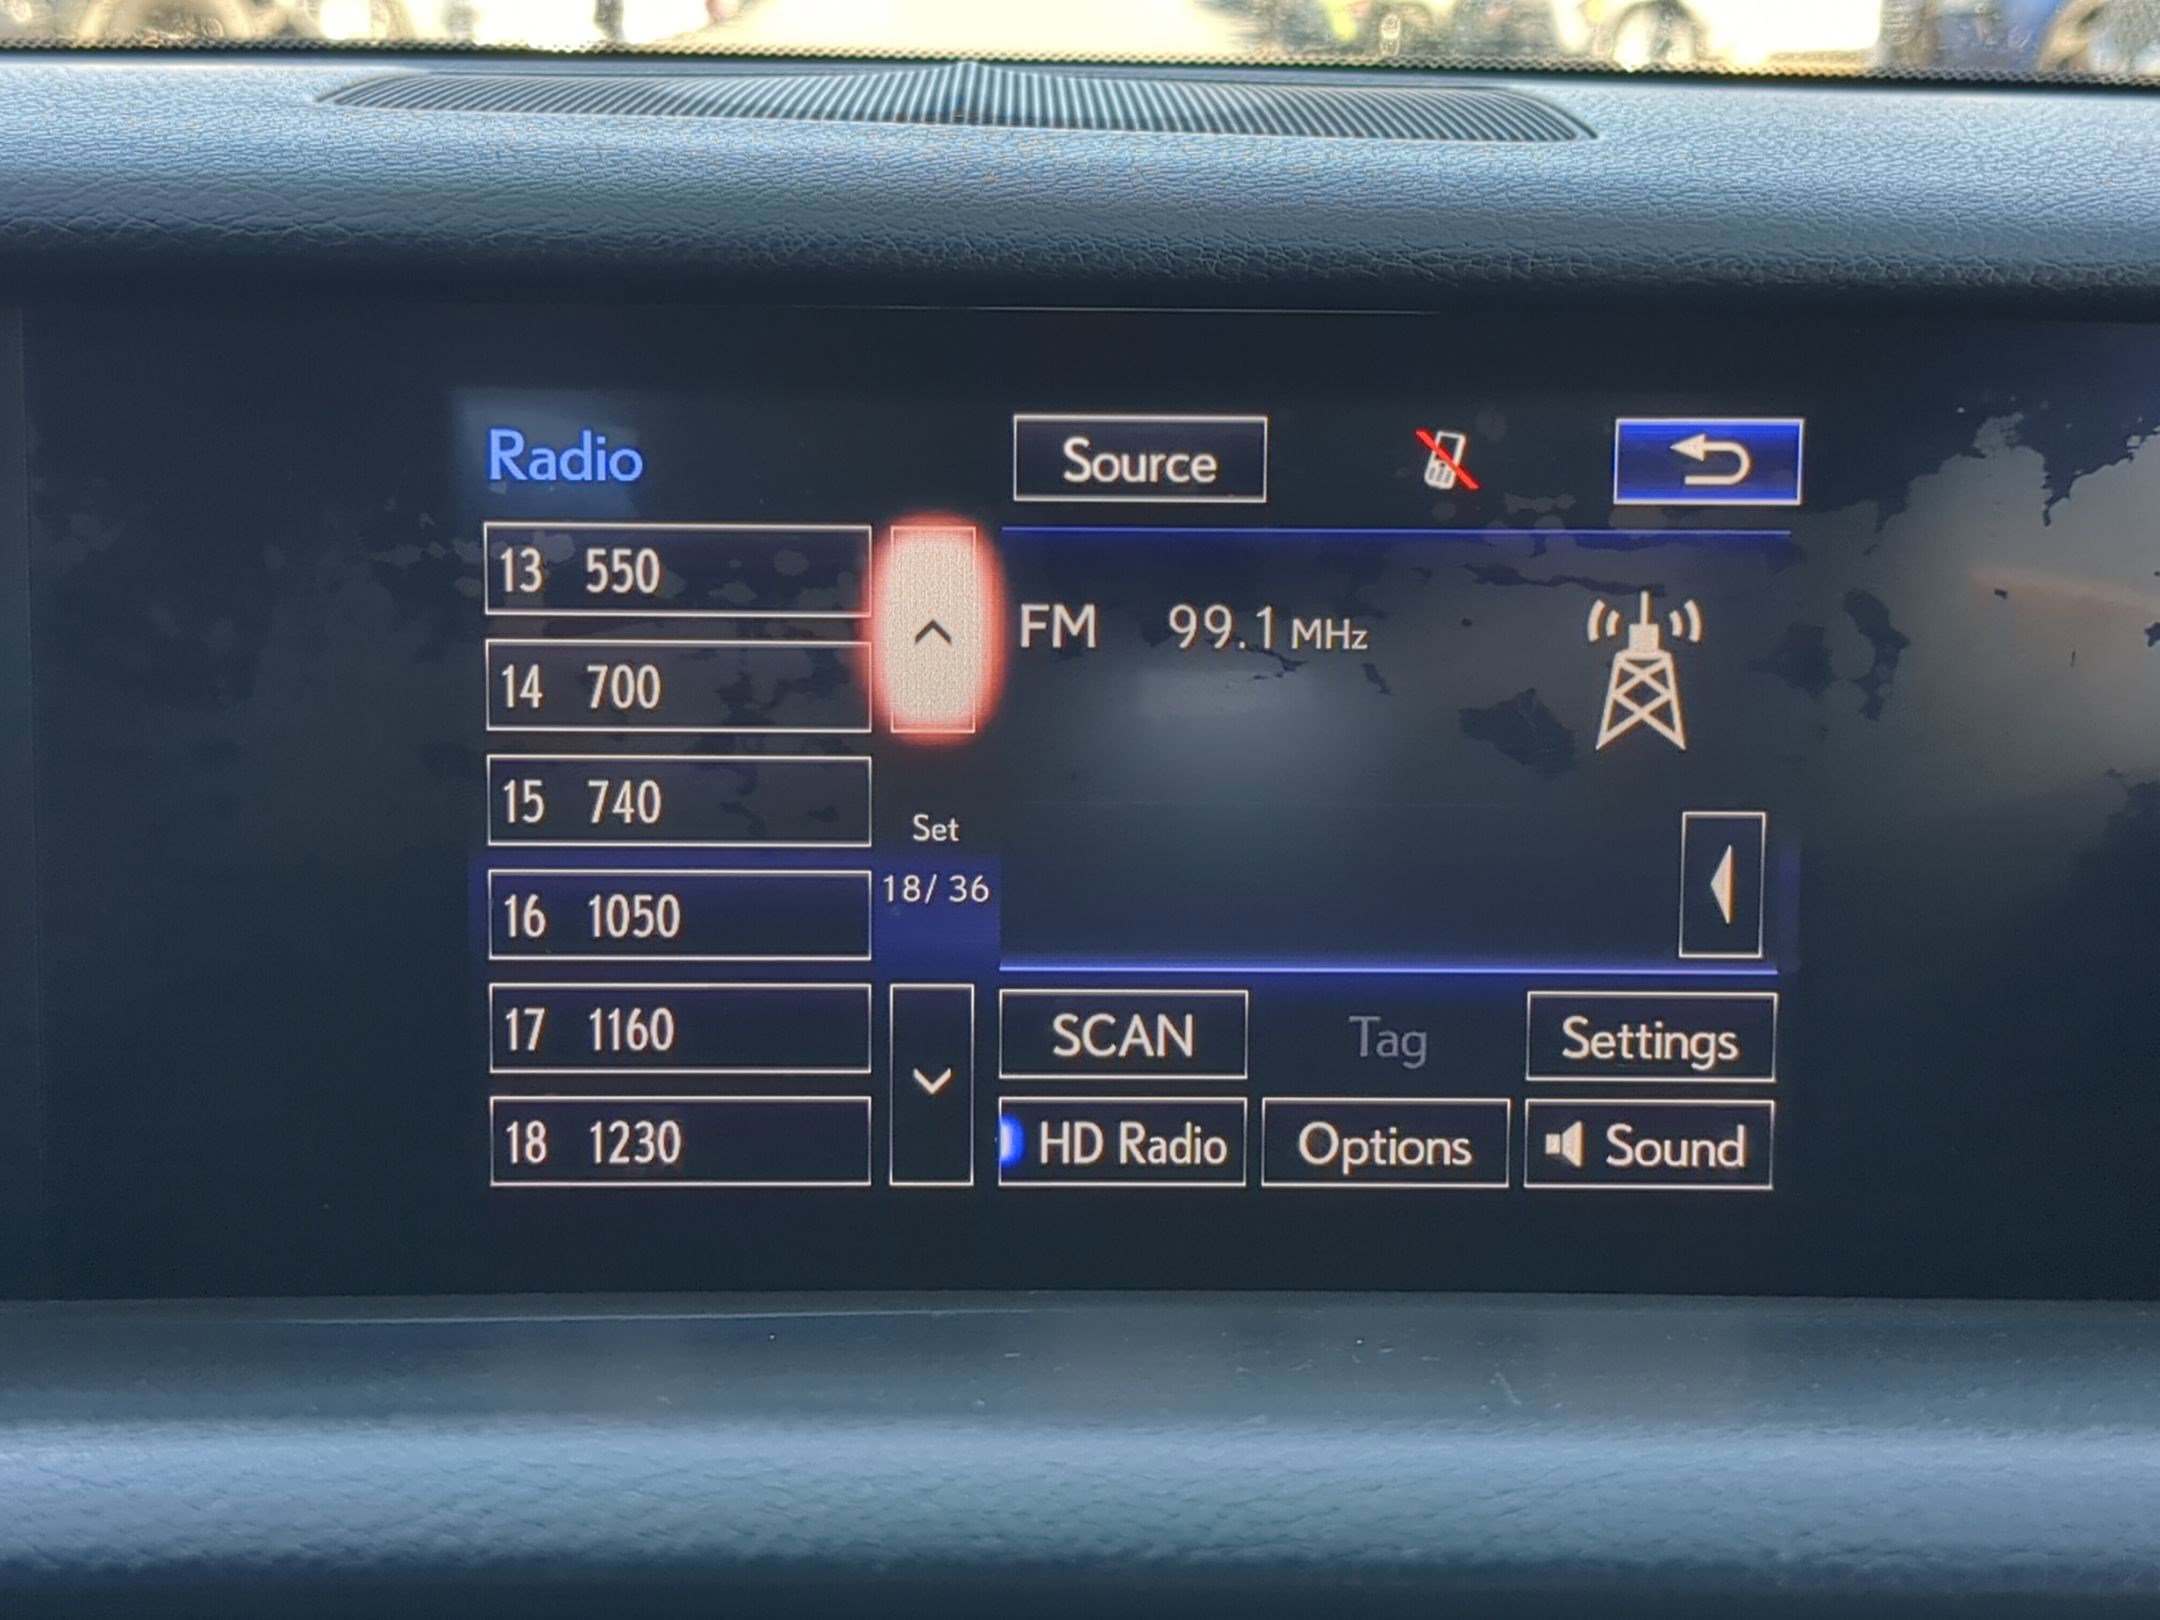 Radio
Source
13 550
14 700
15 740
16 1050
17 1160
18 1230
Set
18/ 36
FM 99.1 MHz
SCAN
Tag
Settings
HD Radio
Options
Sound